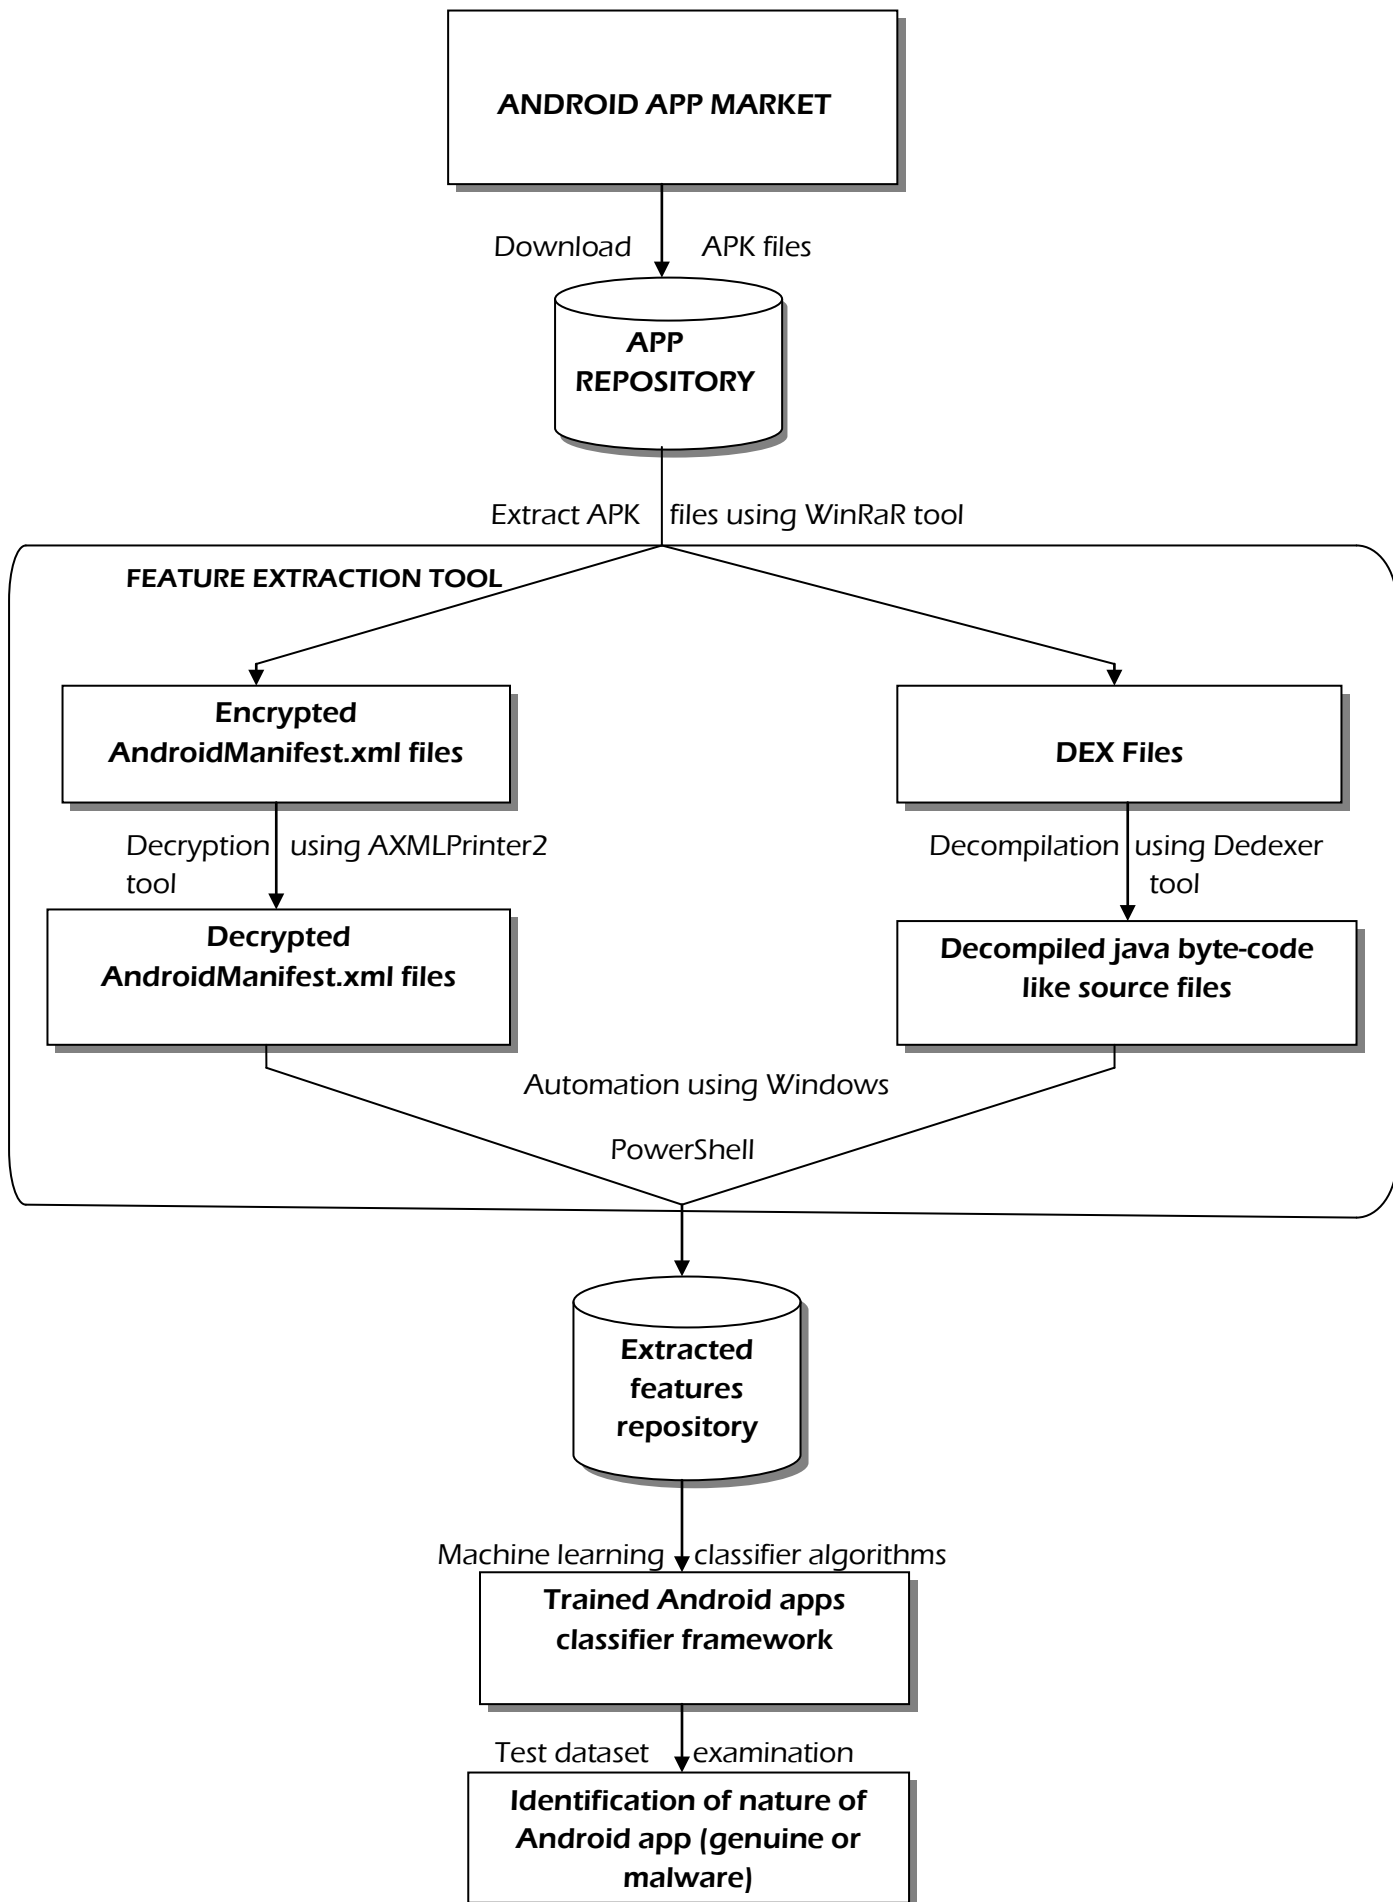 ANDROID APP MARKET
Download APK files
APP
REPOSITORY
Extract APK files using WinRaR tool
FEATURE EXTRACTION TOOL
Encrypted
AndroidManifest.xml files
DEX Files
Decryption using AXMLPrinter2
tool
Decompilation using Dedexer
tool
Decrypted
AndroidManifest.xml files
Decompiled java byte-code
like source files
Automation using Windows
PowerShell
Extracted
features
repository
Machine learning classifier algorithms
Trained Android apps
classifier framework
Test dataset examination
Identification of nature of
Android app (genuine or
malware)